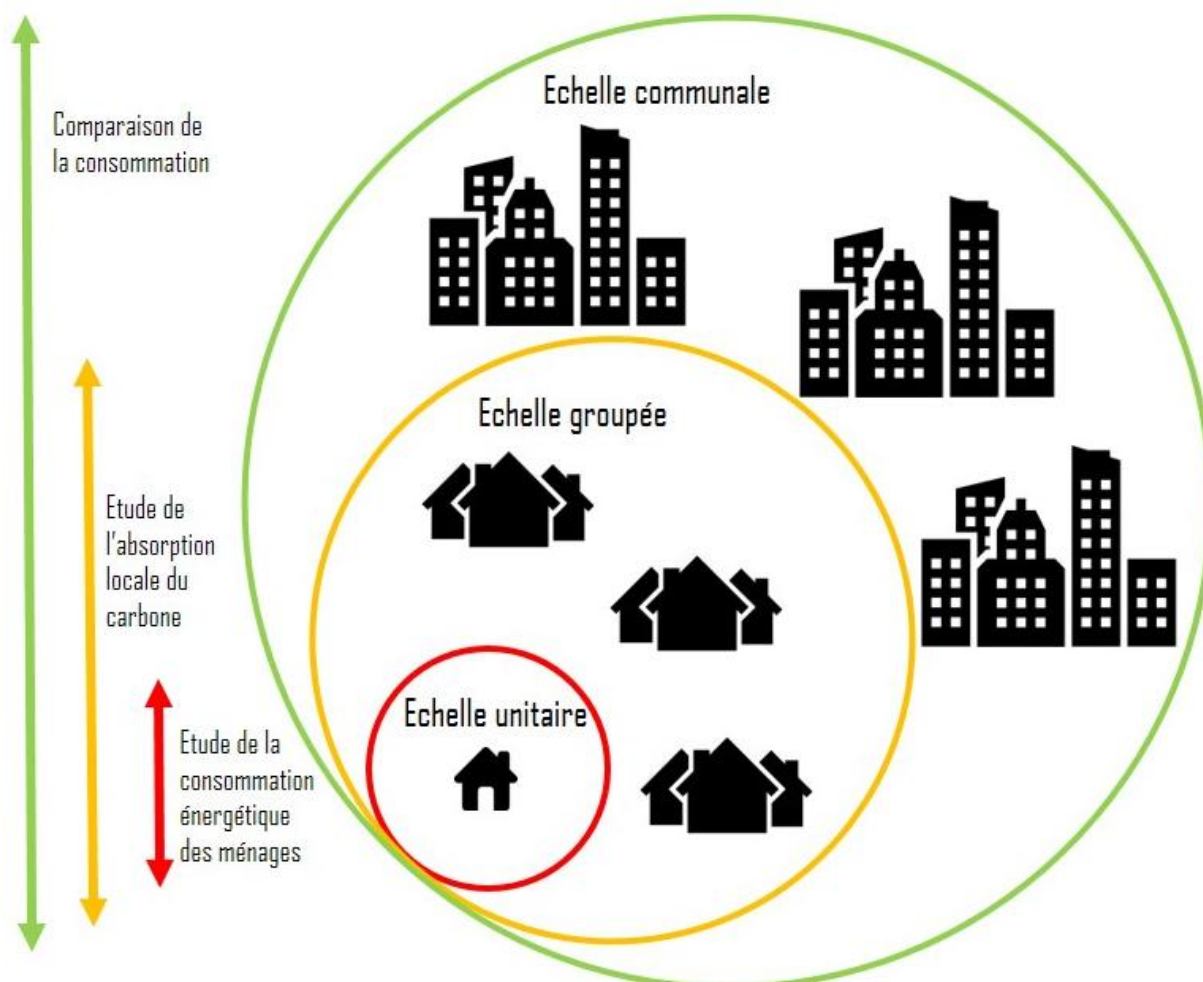 Echelle communale
Comparaison de
la consommation
Echelle groupée
Etude de
l'absorption
locale du
carbone
Echelle unitaire
Etude de la
consommation
énergétique
des ménages